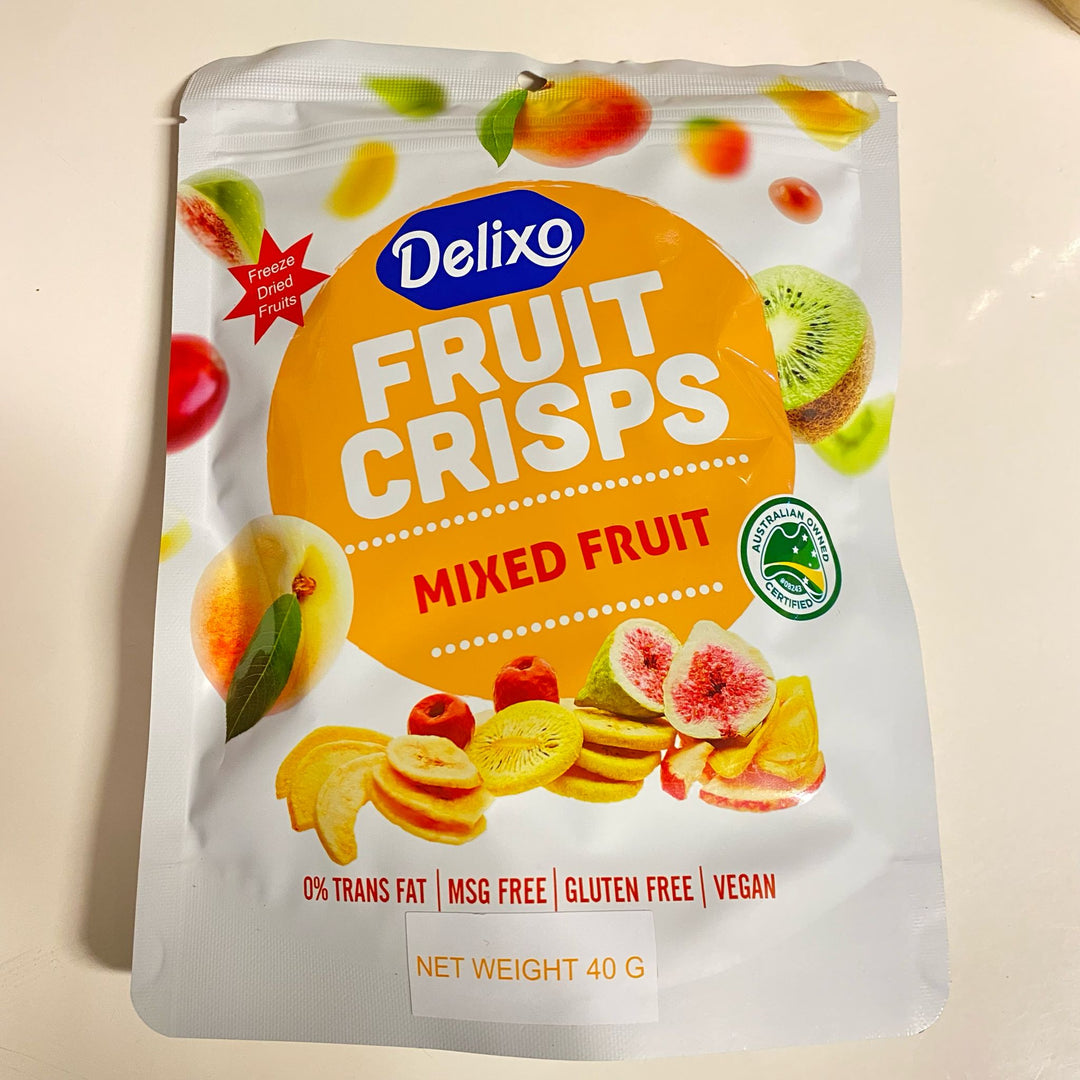 Delixo
Freeze
Dried
Fruits
FRUIT
CRISPS
MIXED FRUIT
AUSTRALIAN OWNED
#08243
CERTIFIED
0% TRANS FAT | MSG FREE | GLUTEN FREE | VEGAN
NET WEIGHT 40 G